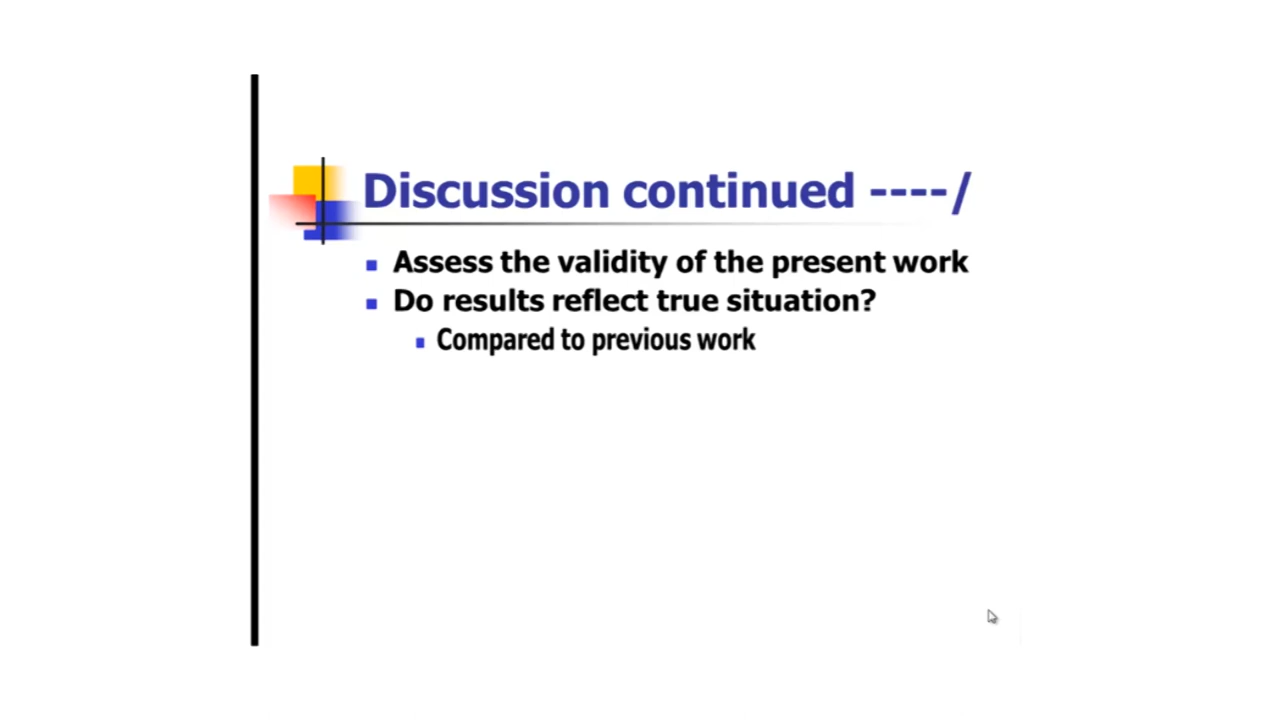 Discussion continued ----/
Assess the validity of the present work
Do results reflect true situation?
Compared to previous work